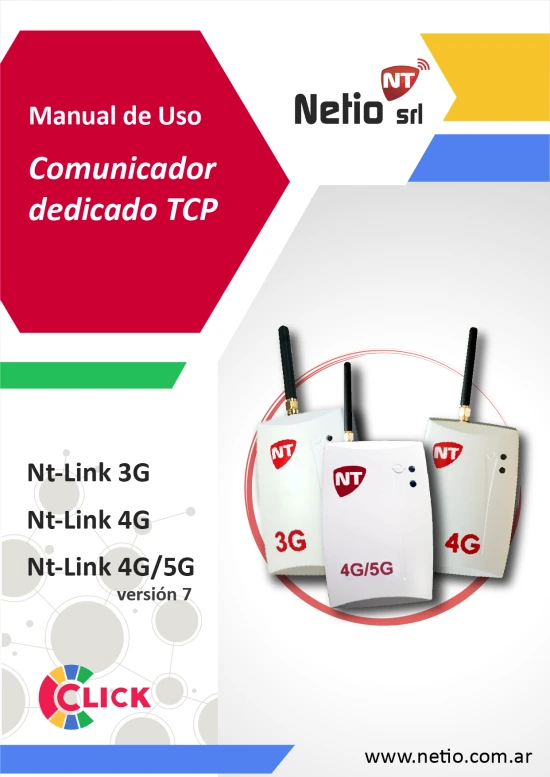 Manual de Uso
Comunicador
dedicado TCP
NT
Netio srl
Nt-Link 3G
Nt-Link 4G
Nt-Link 4G/5G
versión 7
NT
3G
NT
4G/5G
NT
4G
CLICK
www.netio.com.ar